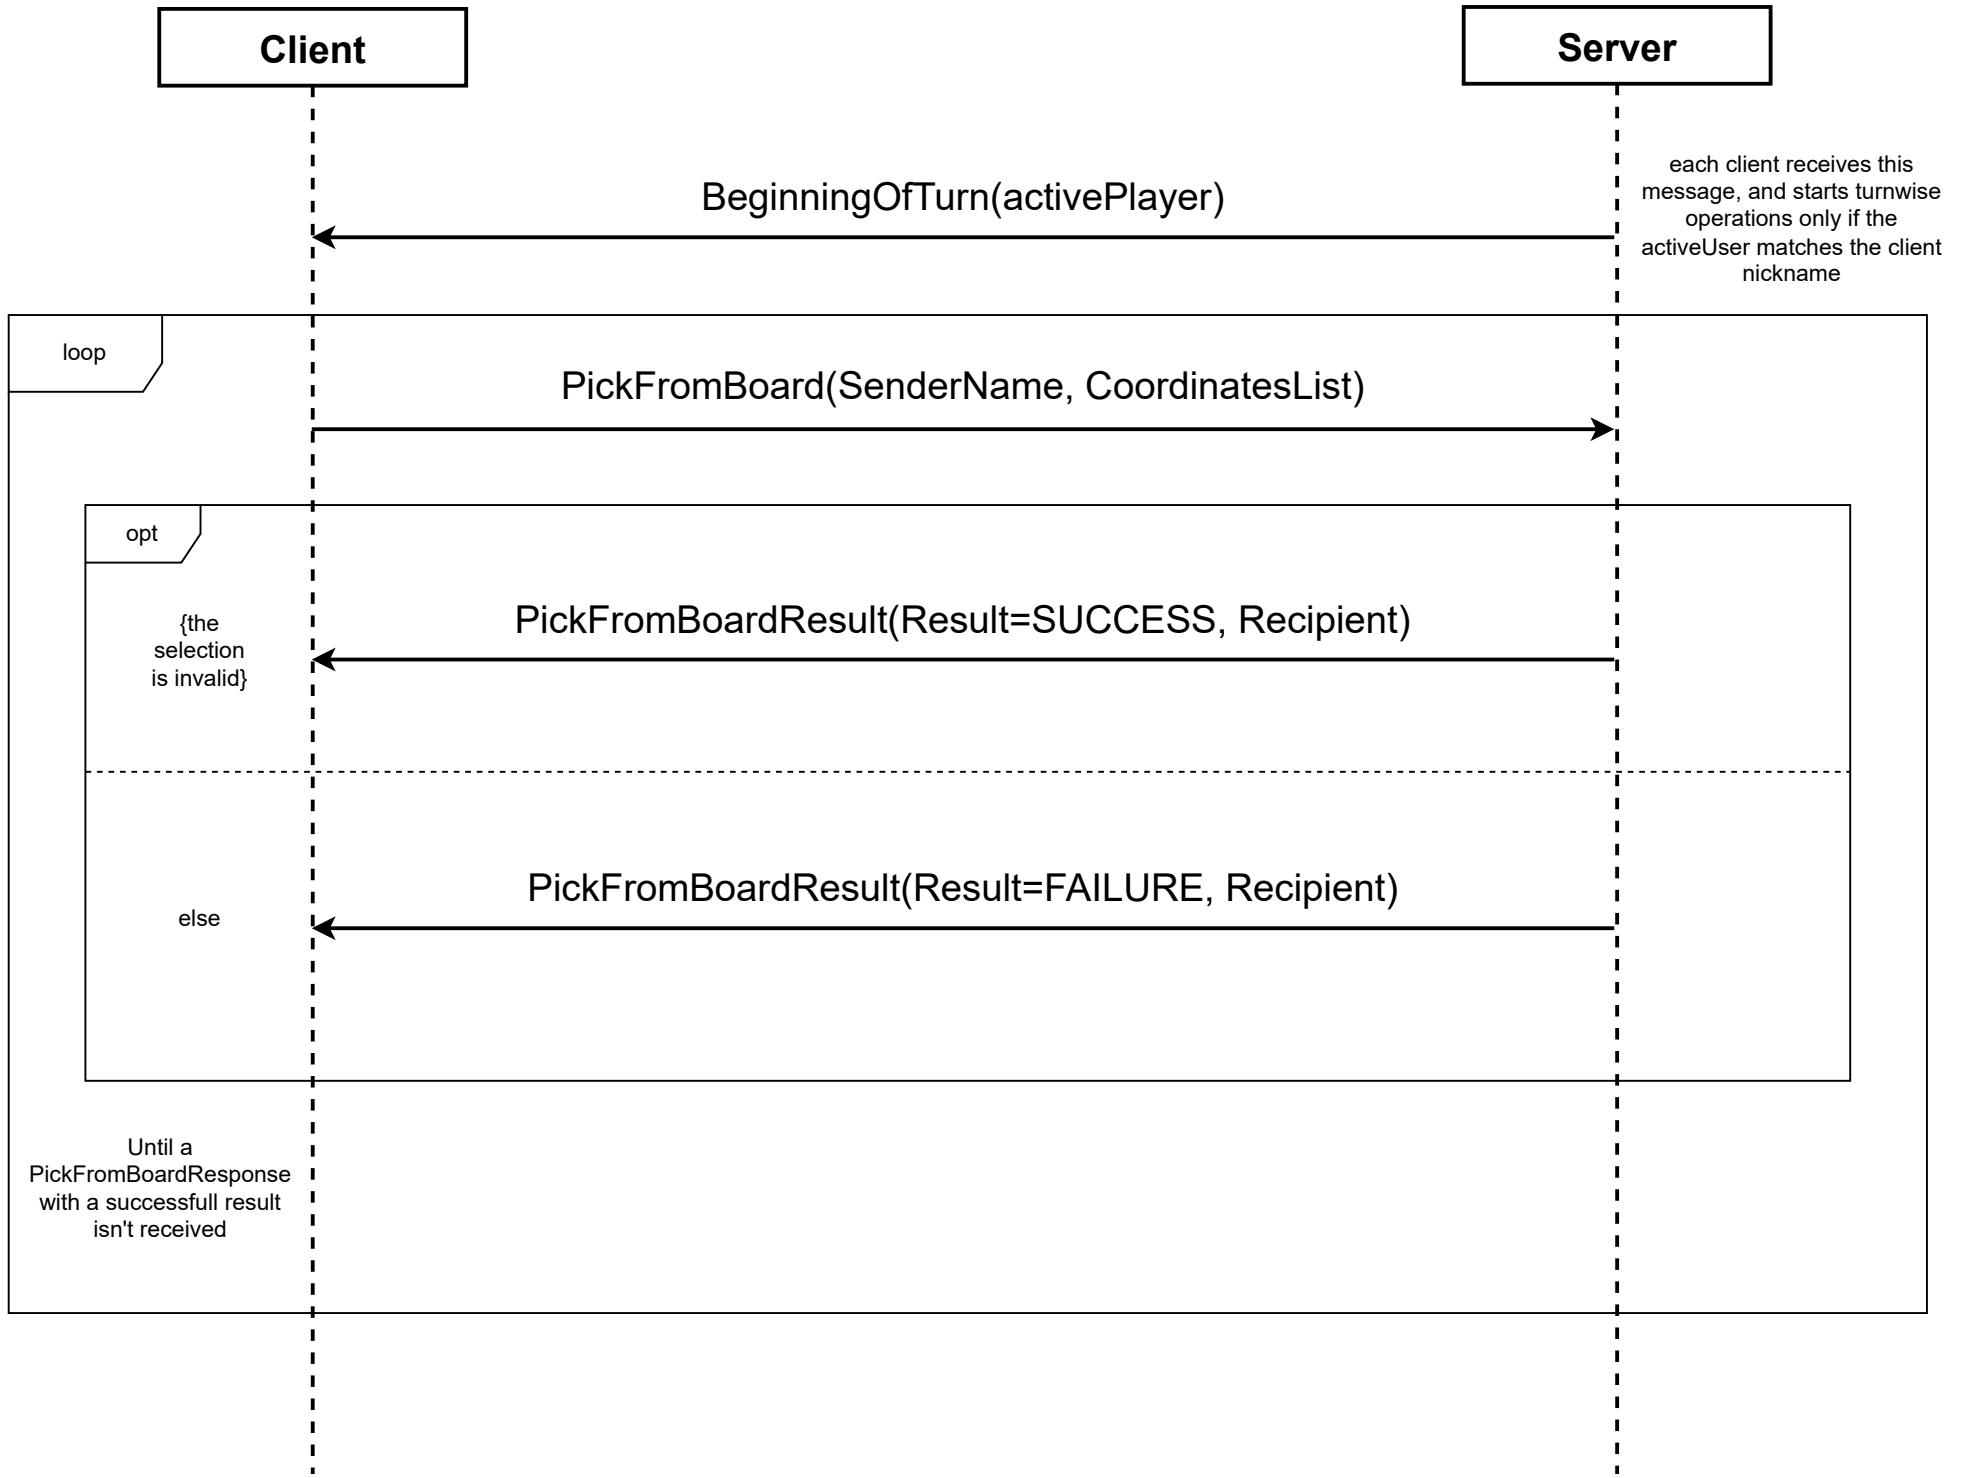 Client
Server
each client receives this
message, and starts turnwise
operations only if the
activeUser matches the client
nickname
BeginningOfTurn(activePlayer)
loop
PickFromBoard(SenderName, CoordinatesList)
opt
{the
selection
is invalid}
PickFromBoardResult(Result=SUCCESS, Recipient)
else
PickFromBoardResult(Result=FAILURE, Recipient)
Until a
PickFromBoardResponse
with a successfull result
isn't received